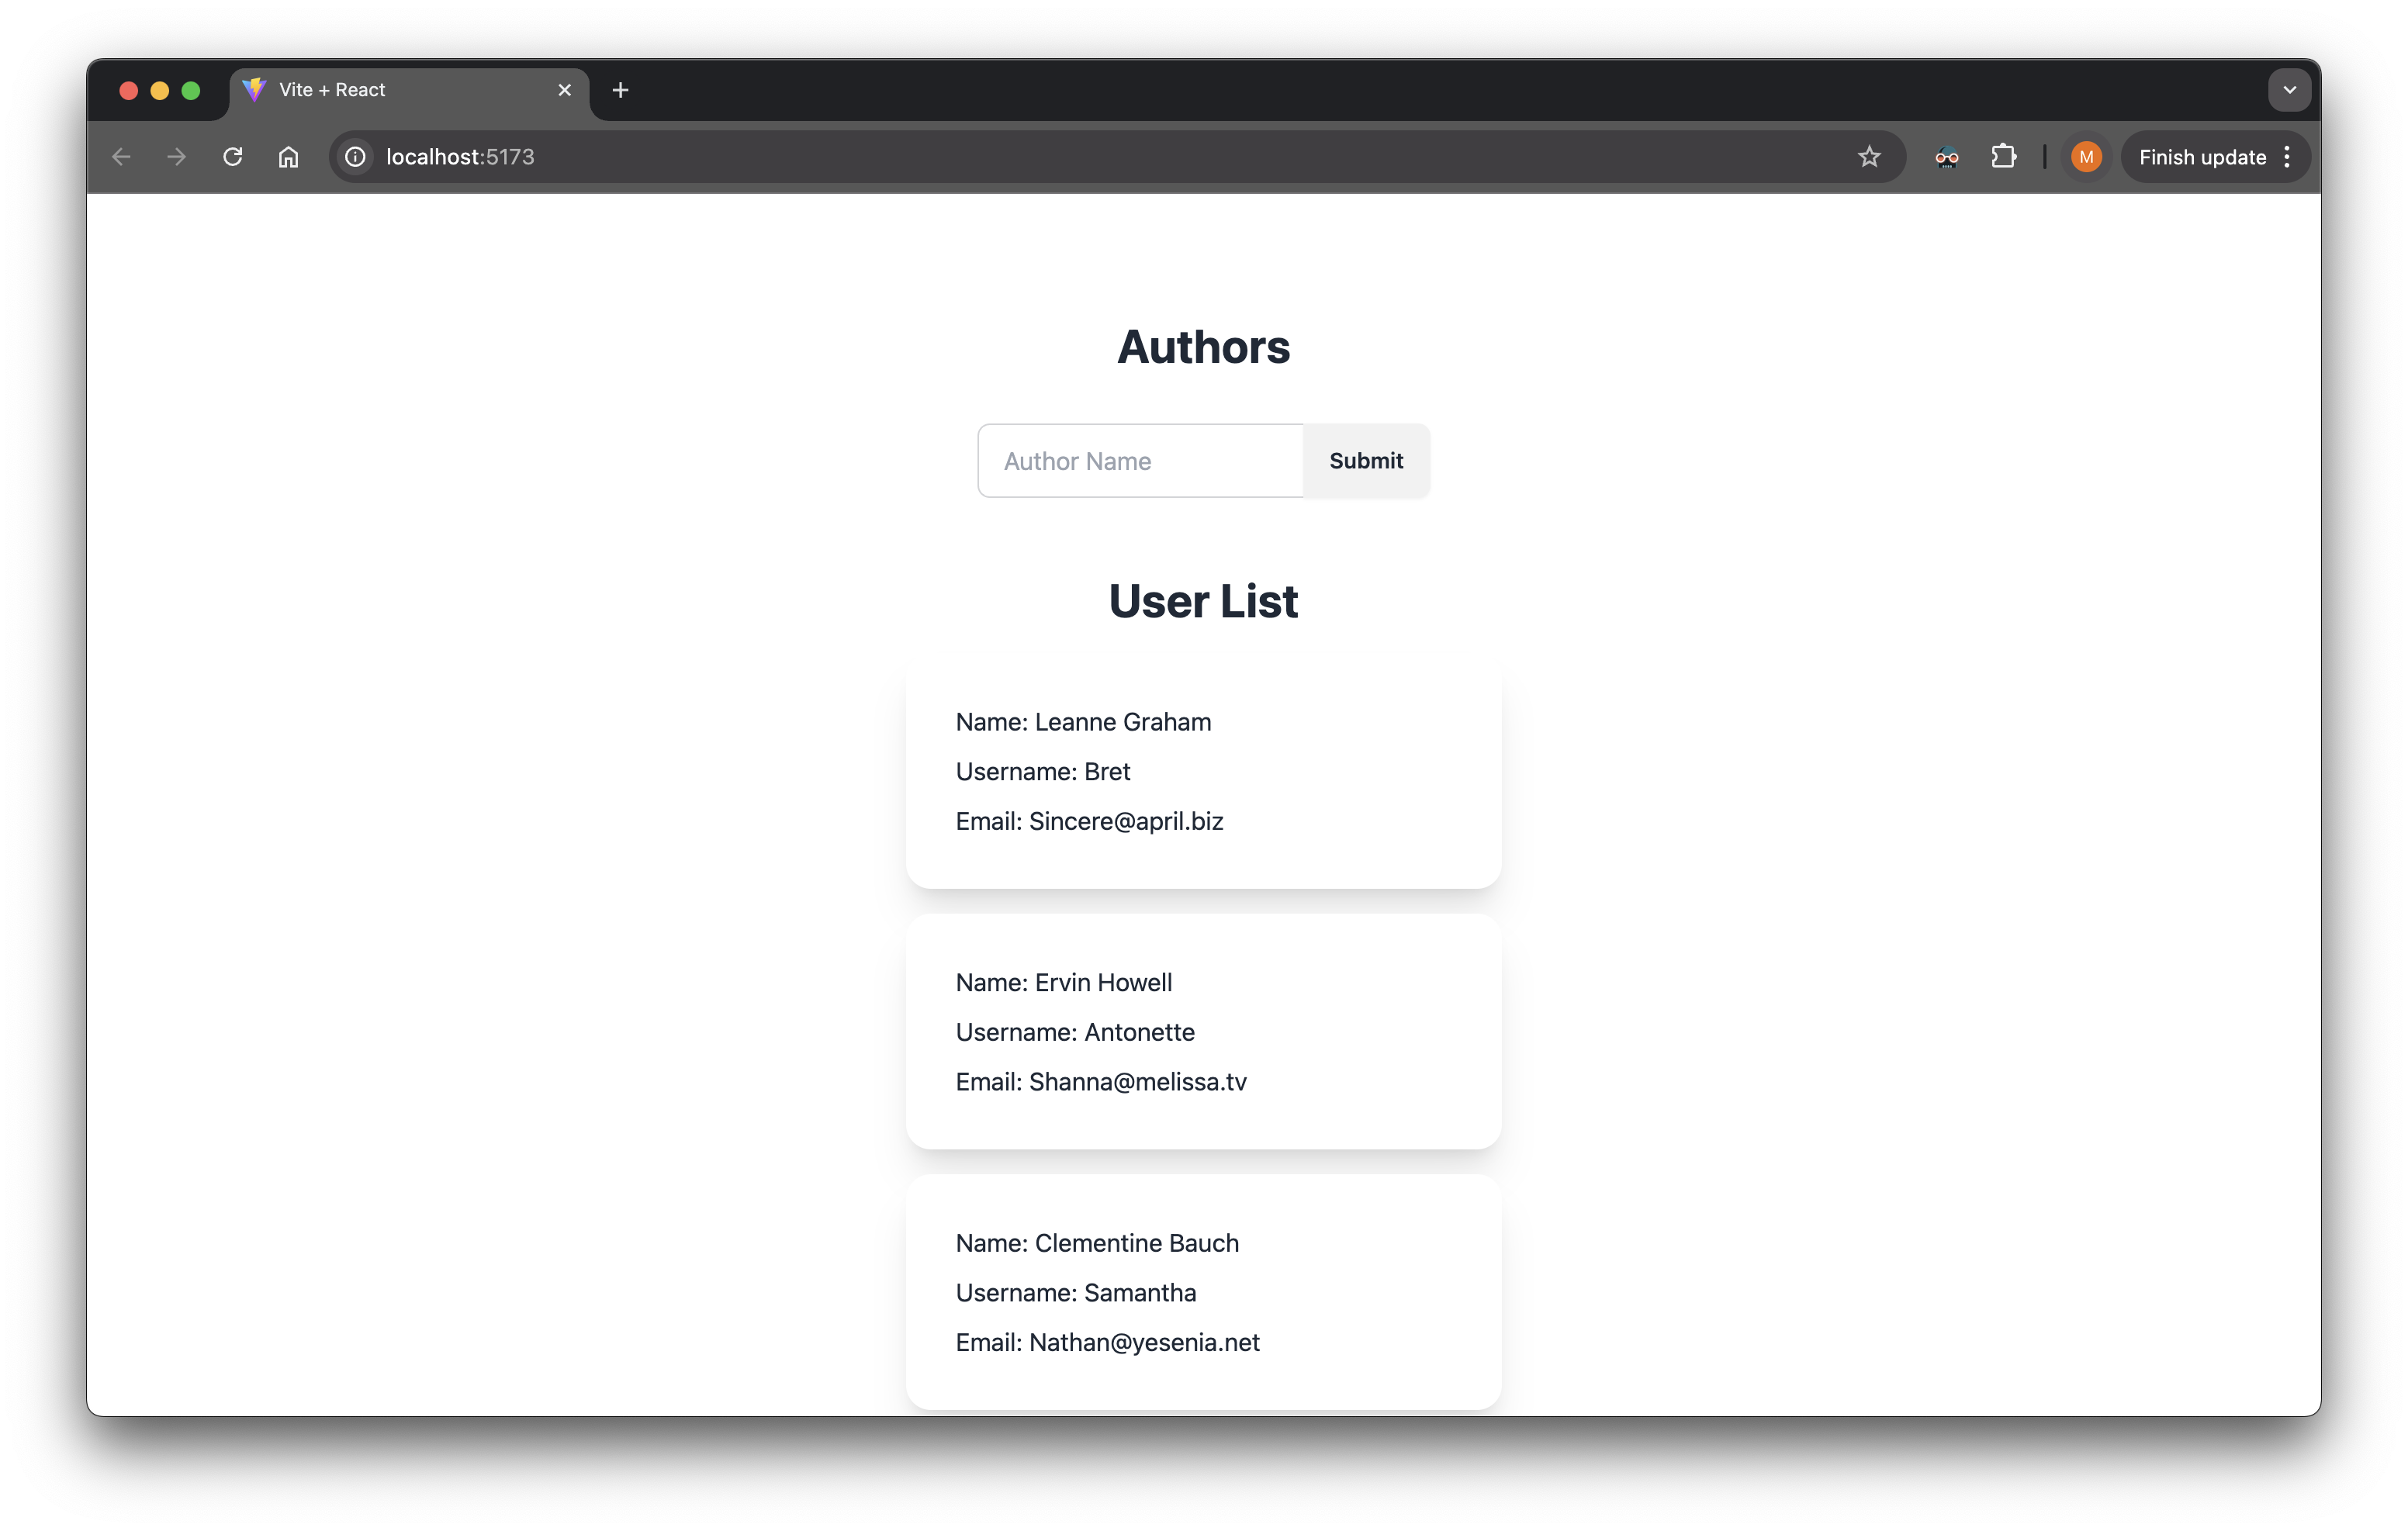 Vite + React
localhost:5173
M
Finish update
Authors
Author Name
Submit
User List
Name: Leanne Graham
Username: Bret
Email: Sincere@april.biz
Name: Ervin Howell
Username: Antonette
Email: Shanna@melissa.tv
Name: Clementine Bauch
Username: Samantha
Email: Nathan@yesenia.net